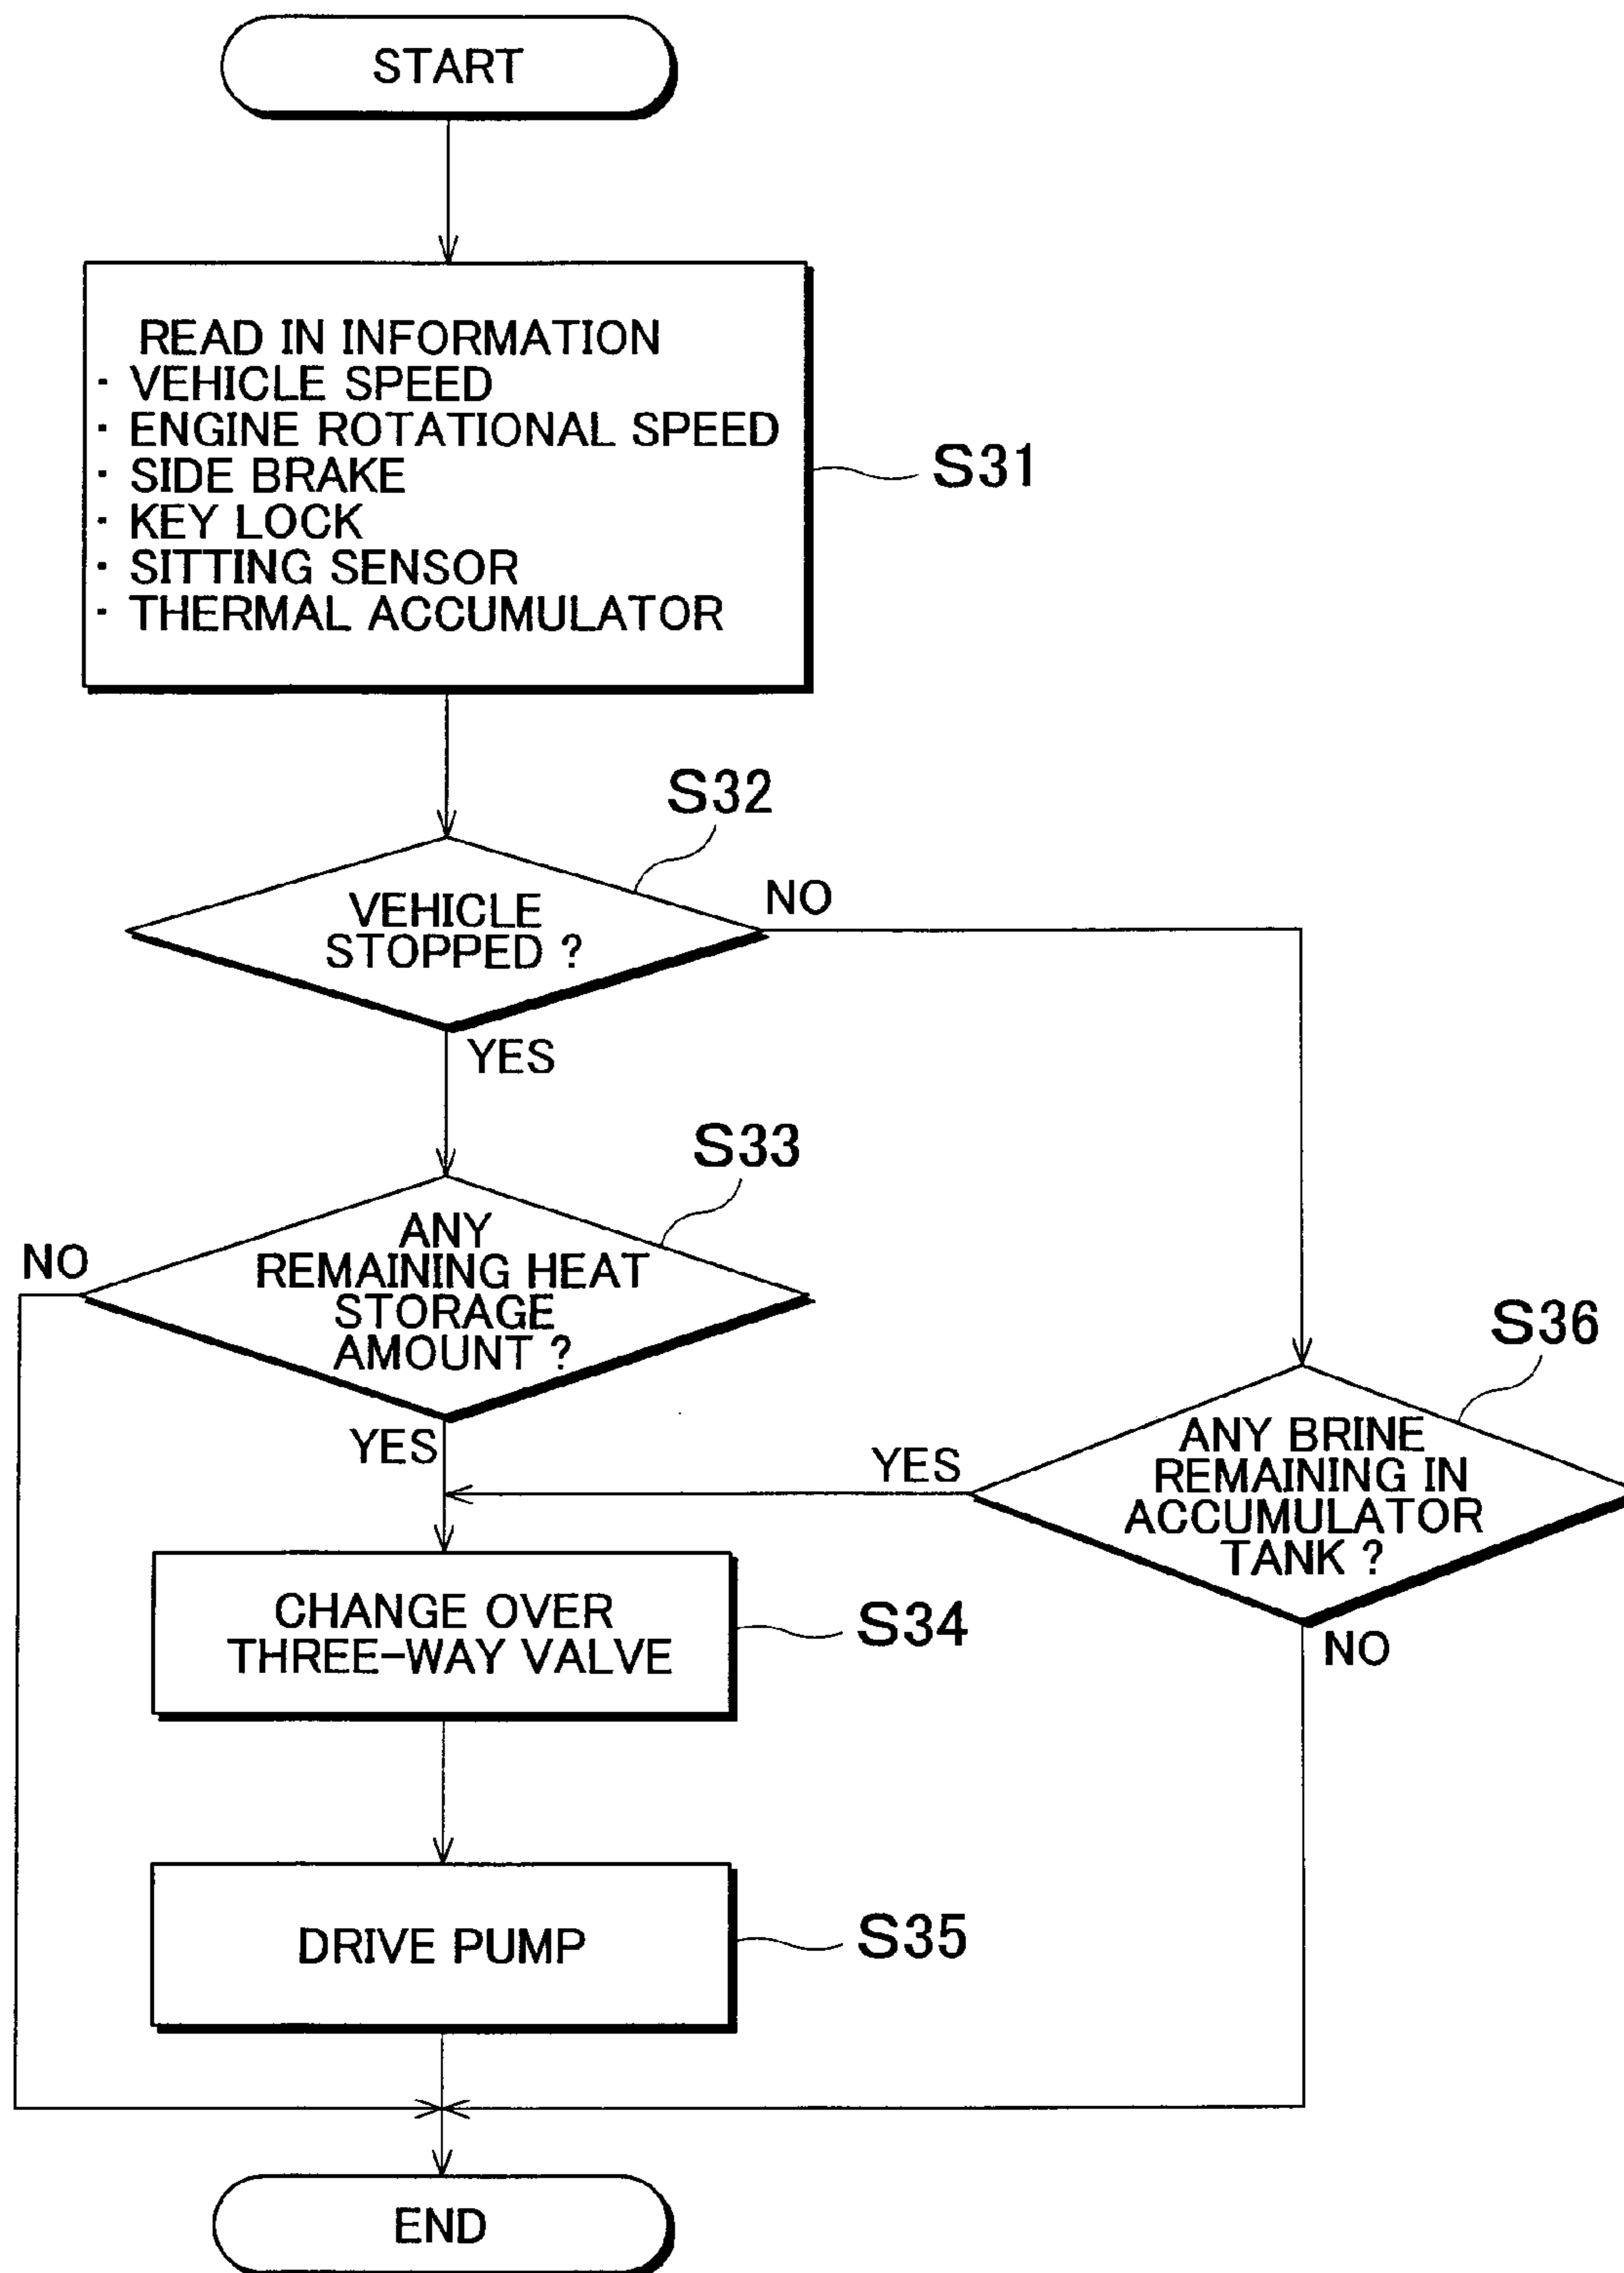 START
READ IN INFORMATION
· VEHICLE SPEED
· ENGINE ROTATIONAL SPEED
· SIDE BRAKE
· KEY LOCK
· SITTING SENSOR
· THERMAL ACCUMULATOR
S31
S32
VEHICLE
STOPPED ?
NO
YES
S33
ANY
REMAINING HEAT
STORAGE
AMOUNT ?
NO
YES
S36
ANY BRINE
REMAINING IN
ACCUMULATOR
TANK ?
YES
NO
CHANGE OVER
THREE-WAY VALVE
S34
DRIVE PUMP
S35
END